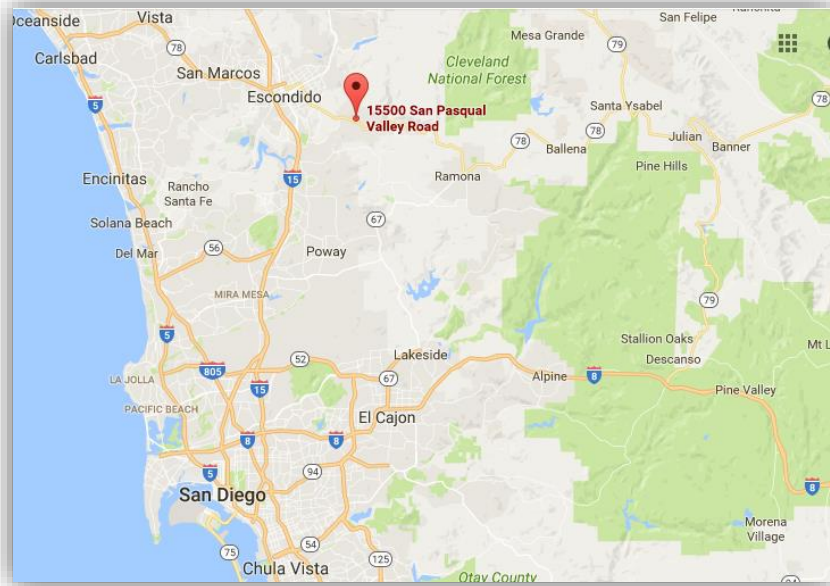 Oceanside
Vista
San Felipe
Mesa Grande
79
78
Carlsbad
San Marcos
Cleveland
National Forest
5
Escondido
15500 San Pasqual
Valley Road
Santa Ysabel
78
78
78
Ballena
Julian
Banner
Pine Hills
Encinitas
15
Rancho
Santa Fe
Ramona
67
Solana Beach
Del Mar
56
Poway
MIRA MESA
79
5
Stallion Oaks
Descanso
LA JOLLA
805
52
Lakeside
67
15
Alpine
8
Pine Valley
PACIFIC BEACH
El Cajon
8
8
5
94
8
San Diego
Morena
Village
75
54
125
Chula Vista
Otay County